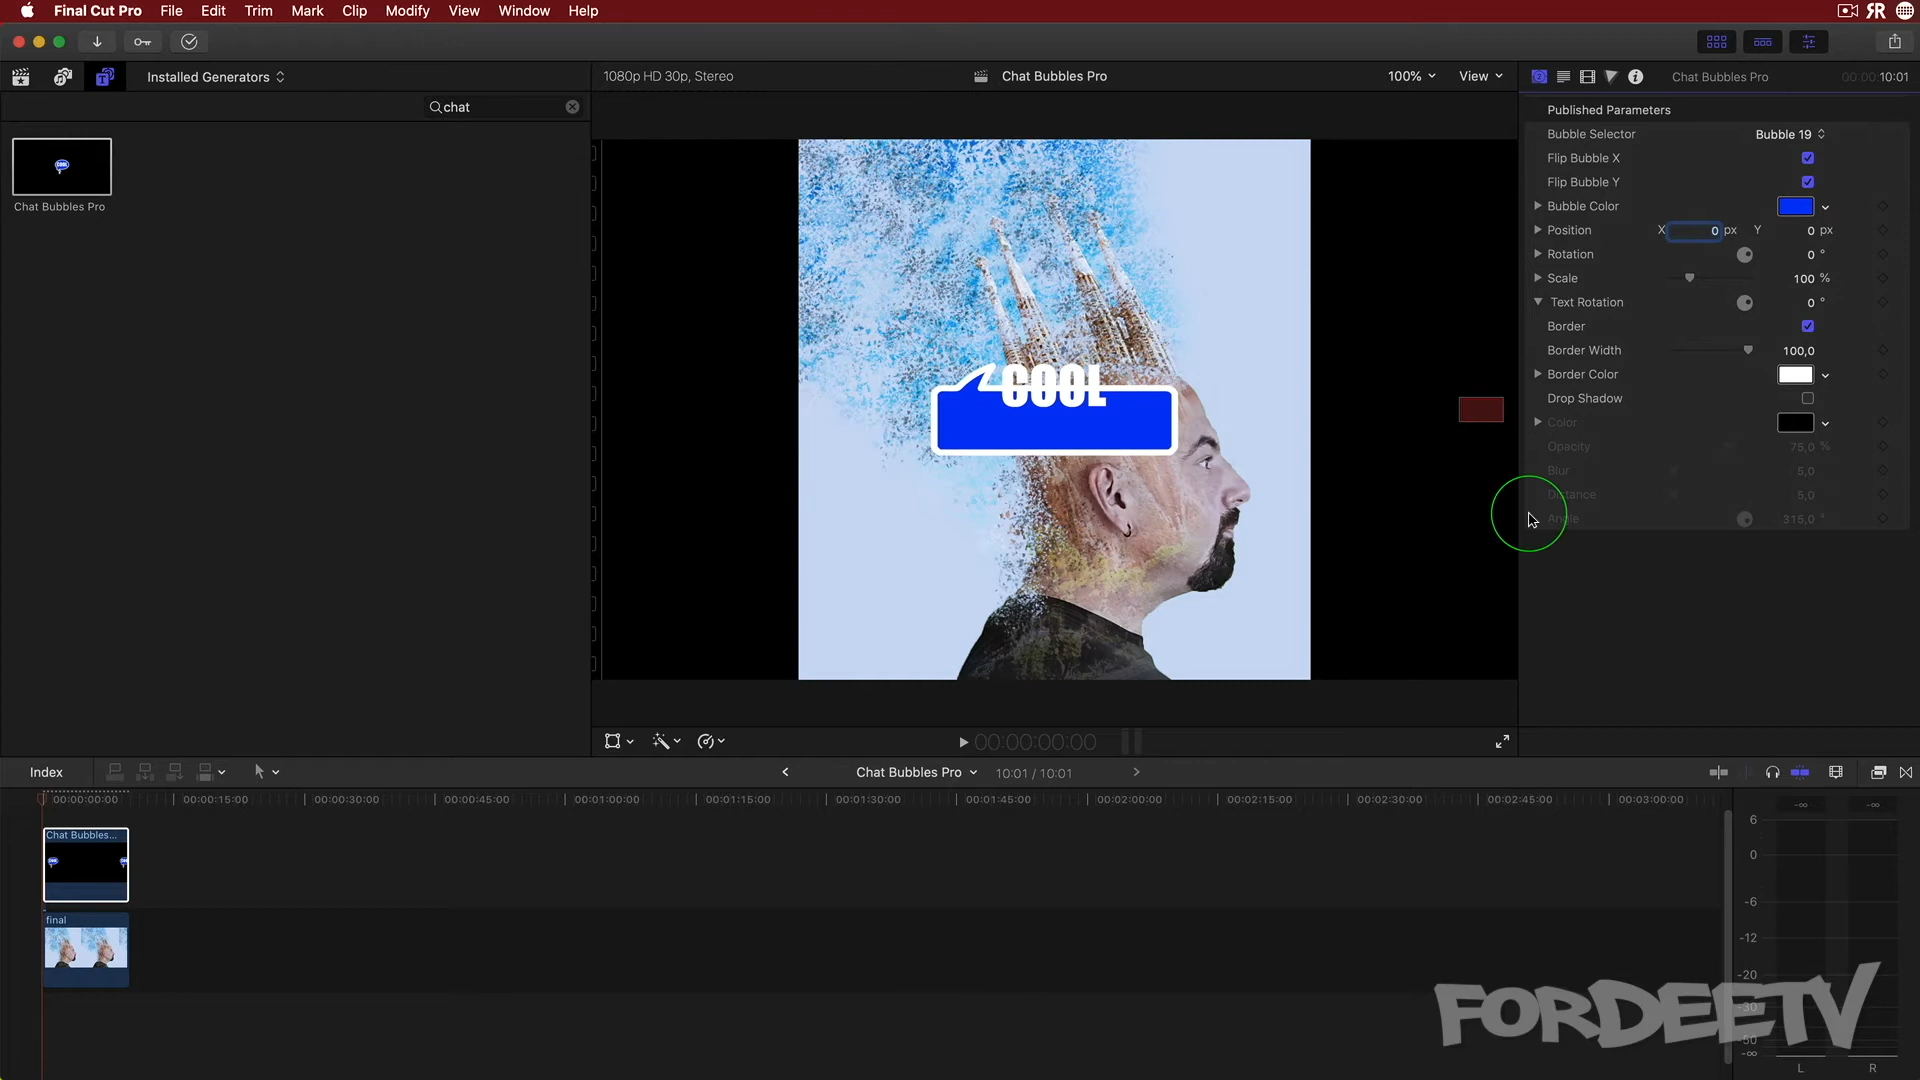 Final Cut Pro File Edit Trim Mark Clip Modify View Window Help
Installed Generators
chat
Chat Bubbles Pro
1080p HD 30p, Stereo
Chat Bubbles Pro
100%
View
COOL
Chat Bubbles Pro
00:00:10:01
Published Parameters
Bubble Selector Bubble 19
Flip Bubble X
Flip Bubble Y
Bubble Color
Position X 0 px Y 0 px
Rotation 0 °
Scale 100 %
Text Rotation 0 °
Border
Border Width 100,0
Border Color
Drop Shadow
Color
Opacity 75,0 %
Blur 5,0
Distance 5,0
Angle 315,0 °
00:00:00:00
Index
Chat Bubbles Pro 10:01 / 10:01
00:00:00:00 00:00:15:00 00:00:30:00 00:00:45:00 00:01:00:00 00:01:15:00 00:01:30:00 00:01:45:00 00:02:00:00 00:02:15:00 00:02:30:00 00:02:45:00 00:03:00:00
Chat Bubbles...
final
-∞ -∞
6
0
-6
-12
-20
-30
-50
-∞
L R
FORDEETV